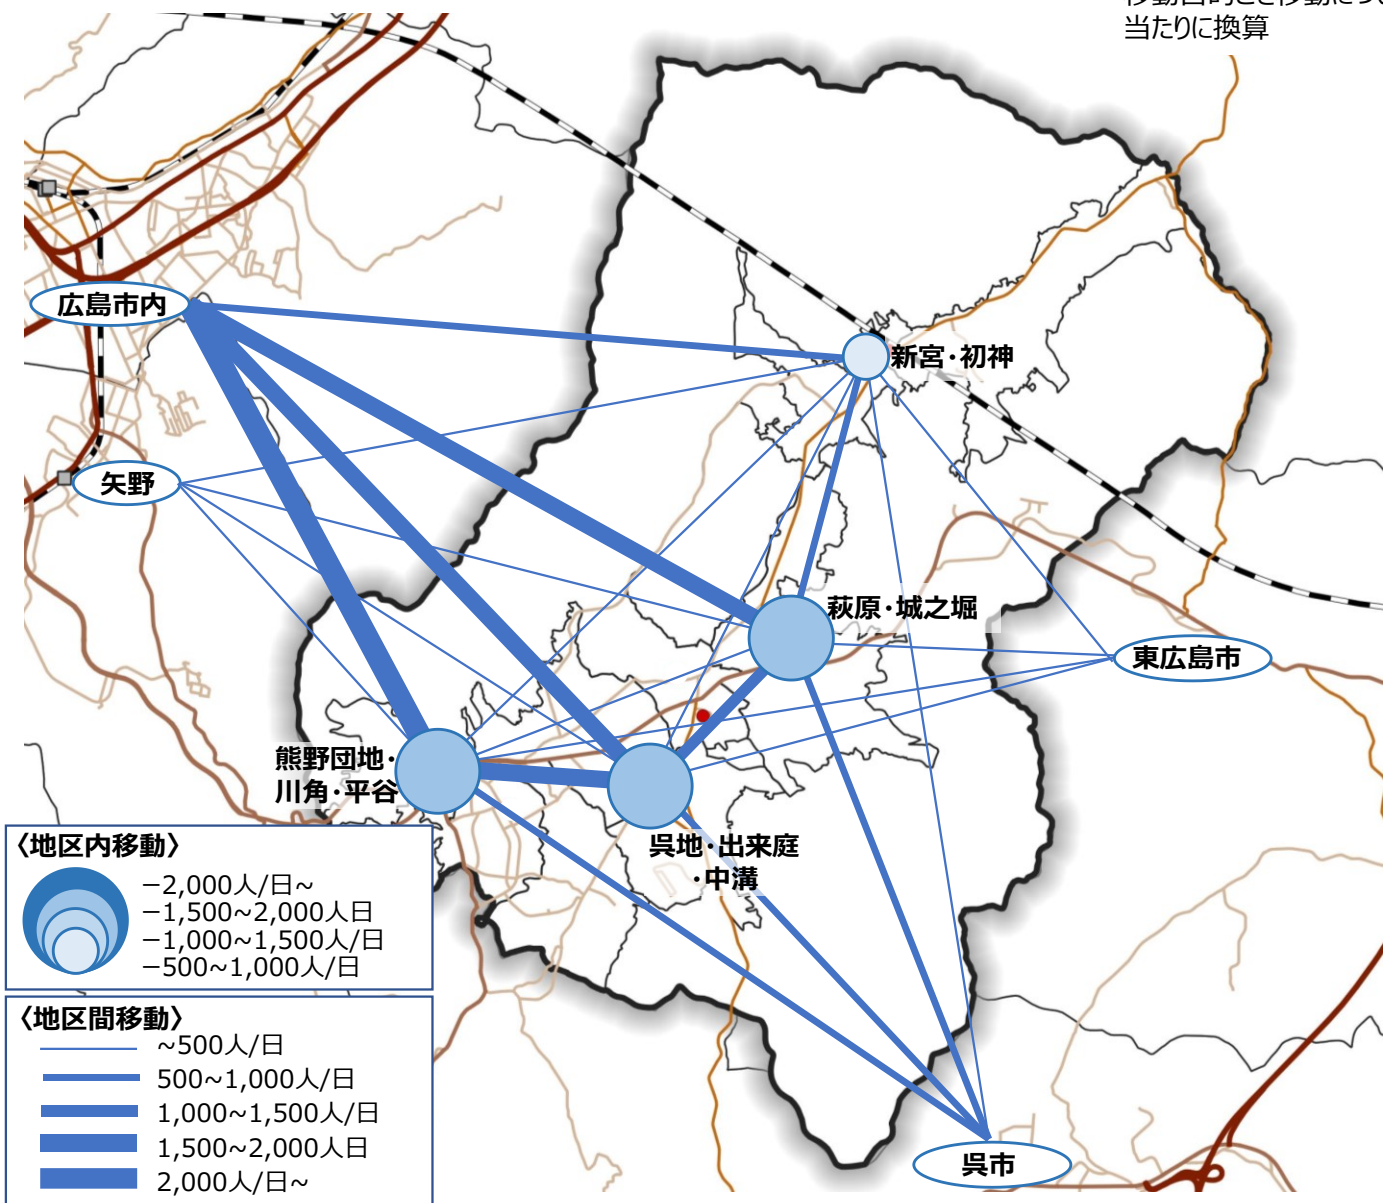 当たりに換算
広島市内
新宮・初神
矢野
萩原・城之堀
東広島市
熊野団地・
川角・平谷
呉地・出来庭
・中溝
〈地区内移動〉
−2,000人/日~
−1,500~2,000人日
−1,000~1,500人/日
−500~1,000人/日
〈地区間移動〉
~500人/日
500~1,000人/日
1,000~1,500人/日
1,500~2,000人日
2,000人/日~
呉市